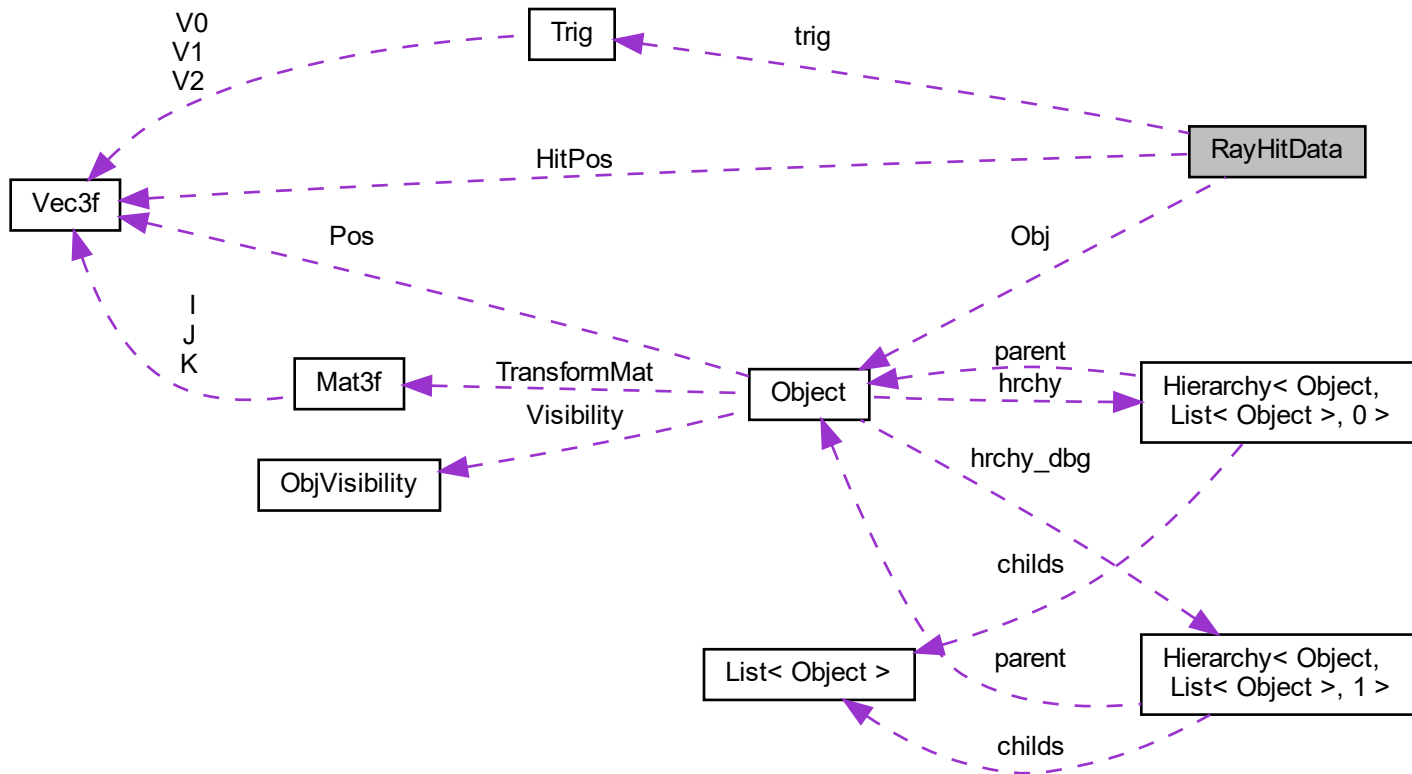 V0
V1
V2
Trig
trig
RayHitData
HitPos
Vec3f
Pos
Obj
I
J
K
Mat3f
TransformMat
Visibility
Object
parent
hrchy
Hierarchy< Object,
List< Object >, 0 >
ObjVisibility
hrchy_dbg
childs
List< Object >
parent
Hierarchy< Object,
List< Object >, 1 >
childs